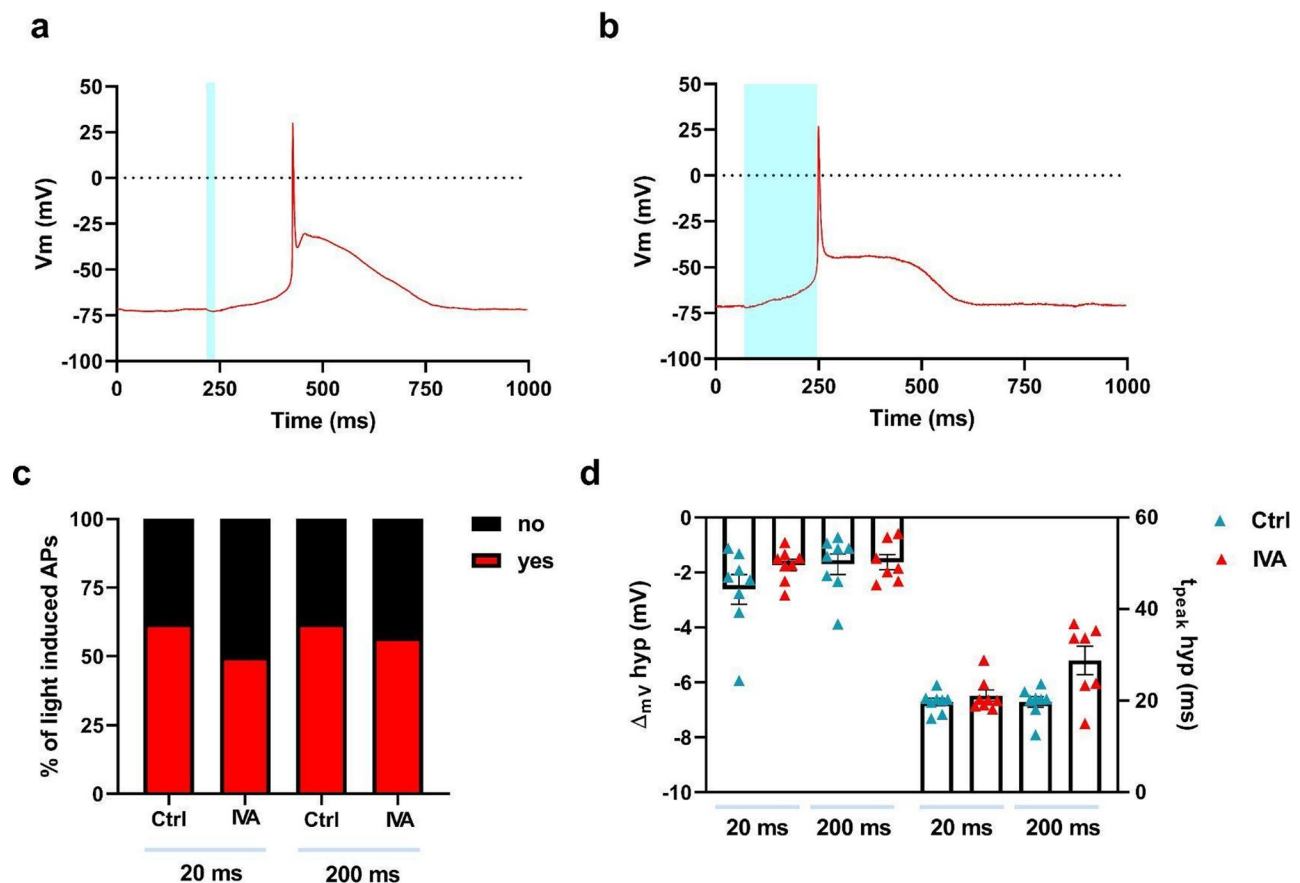 a
50
25
0
-25
-50
-75
-100
Vm (mV)
0 250 500 750 1000
Time (ms)
b
50
25
0
-25
-50
-75
-100
Vm (mV)
0 250 500 750 1000
Time (ms)
c
100
75
50
25
0
% of light induced APs
Ctrl IVA Ctrl IVA
20 ms 200 ms
no
yes
d
0
-2
-4
-6
-8
-10
Δmv hyp (mV)
60
40
20
0
tpeak hyp (ms)
20 ms 200 ms 20 ms 200 ms
Ctrl
IVA